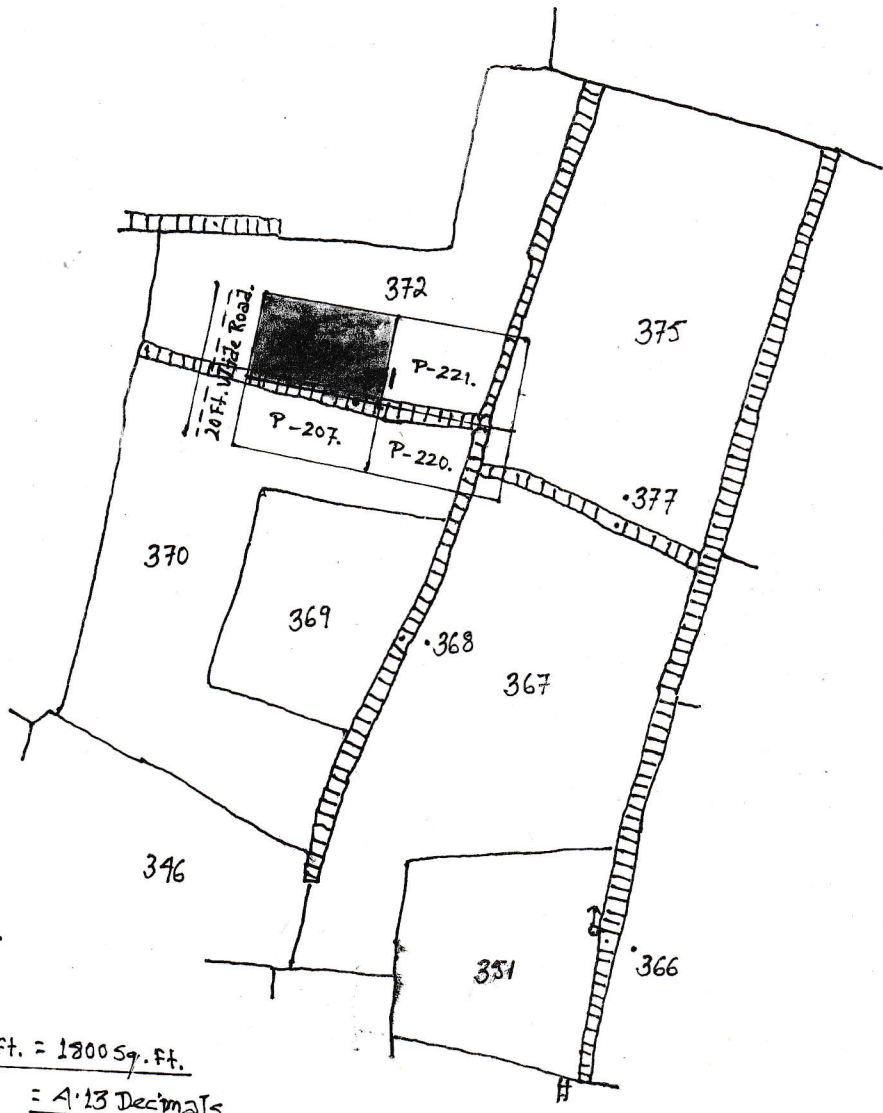 372
375
20 Ft. Wide Road.
P-221.
P-207.
P-220.
377
370
369
368
367
346
351
366
Ft. = 1800 Sq. Ft.
= 4.13 Decimals